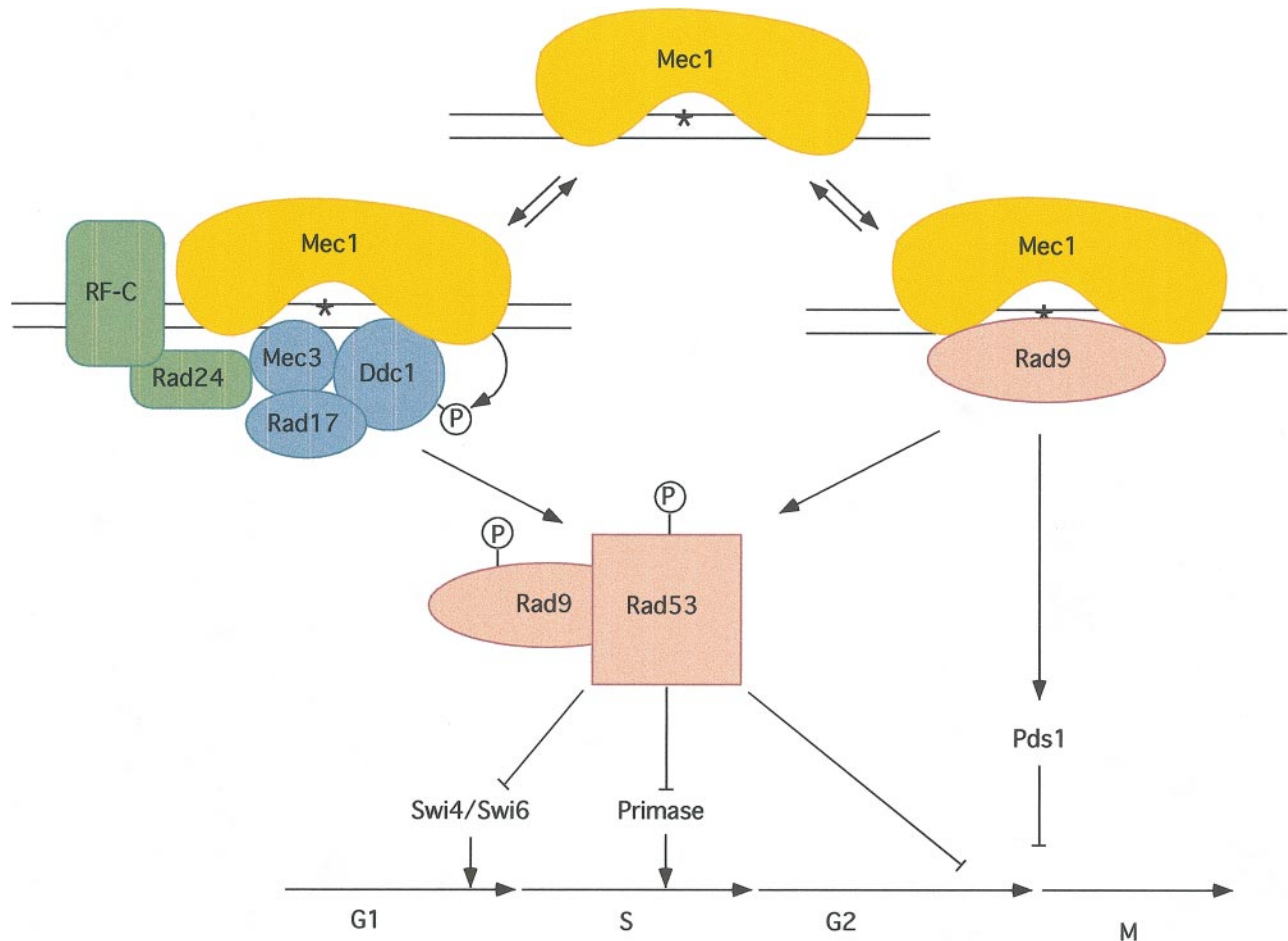 Mec1
*
Mec1
Mec1
RF-C
*
*
Mec3
Ddc1
Rad9
Rad24
Rad17
P
P
P
Rad9
Rad53
Pds1
Swi4/Swi6
Primase
G1
S
G2
M